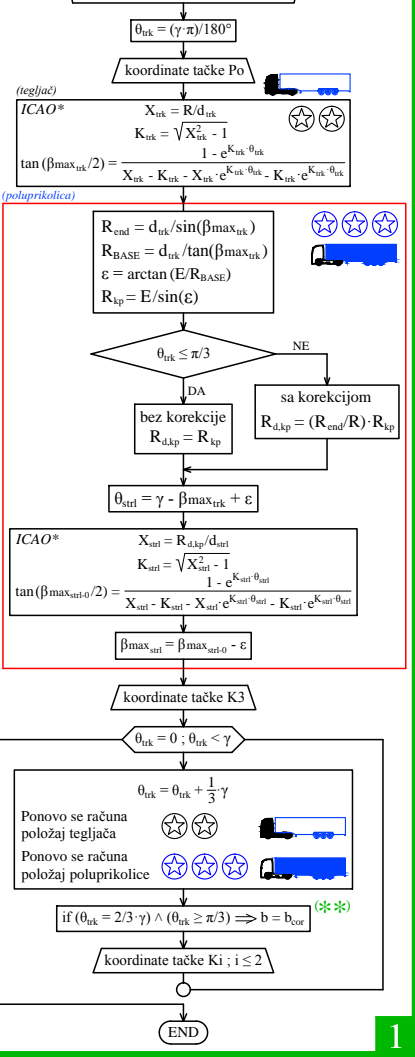 θtrk = (γ·π)/180°
koordinate tačke Po
(tegljač)
ICAO*
Xtrk = R/dtrk
Ktrk = √(X²trk - 1)
tan (βmaxtrk/2) = (1 - e^(Ktrk·θtrk)) / (Xtrk - Ktrk - Xtrk·e^(Ktrk·θtrk) - Ktrk·e^(Ktrk·θtrk))
(poluprikolica)
Rend = dtrk/sin(βmaxtrk)
RBASE = dtrk/tan(βmaxtrk)
ε = arctan (E/RBASE)
Rkp = E/sin(ε)
θtrk ≤ π/3
NE
DA
bez korekcije
Rd,kp = Rkp
sa korekcijom
Rd,kp = (Rend/R)·Rkp
θstrl = γ - βmaxtrk + ε
ICAO*
Xstrl = Rd,kp/dstrl
Kstrl = √(X²strl - 1)
tan (βmaxstrl-0/2) = (1 - e^(Kstrl·θstrl)) / (Xstrl - Kstrl - Xstrl·e^(Kstrl·θstrl) - Kstrl·e^(Kstrl·θstrl))
βmaxstrl = βmaxstrl-0 - ε
koordinate tačke K3
θtrk = 0 ; θtrk < γ
θtrk = θtrk + 1/3·γ
Ponovo se računa
položaj tegljača
Ponovo se računa
položaj poluprikolice
if (θtrk = 2/3·γ) ∧ (θtrk ≥ π/3) ⟹ b = bcor
(**)
koordinate tačke Ki ; i ≤ 2
END
1